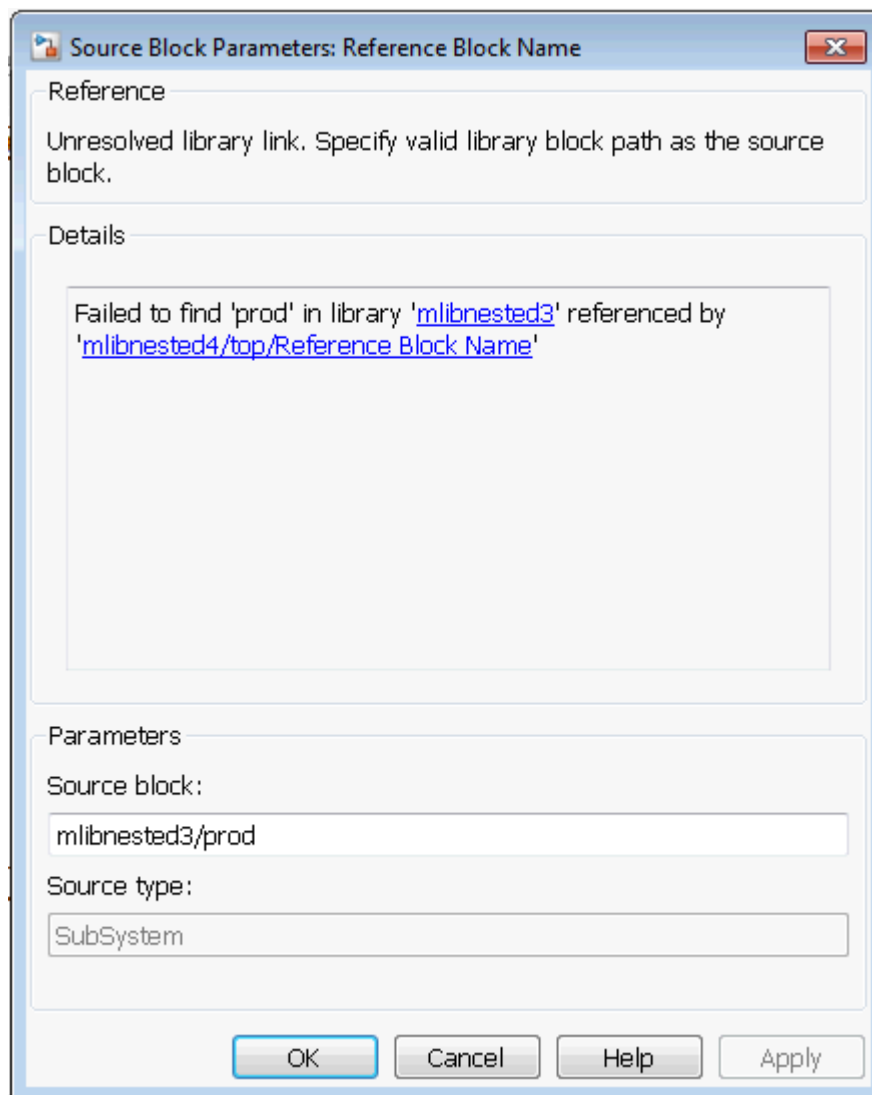 Source Block Parameters: Reference Block Name
Reference
Unresolved library link. Specify valid library block path as the source
block.
Details
Failed to find 'prod' in library 'mlibnested3' referenced by
'mlibnested4/top/Reference Block Name'
Parameters
Source block:
mlibnested3/prod
Source type:
SubSystem
OK Cancel Help Apply